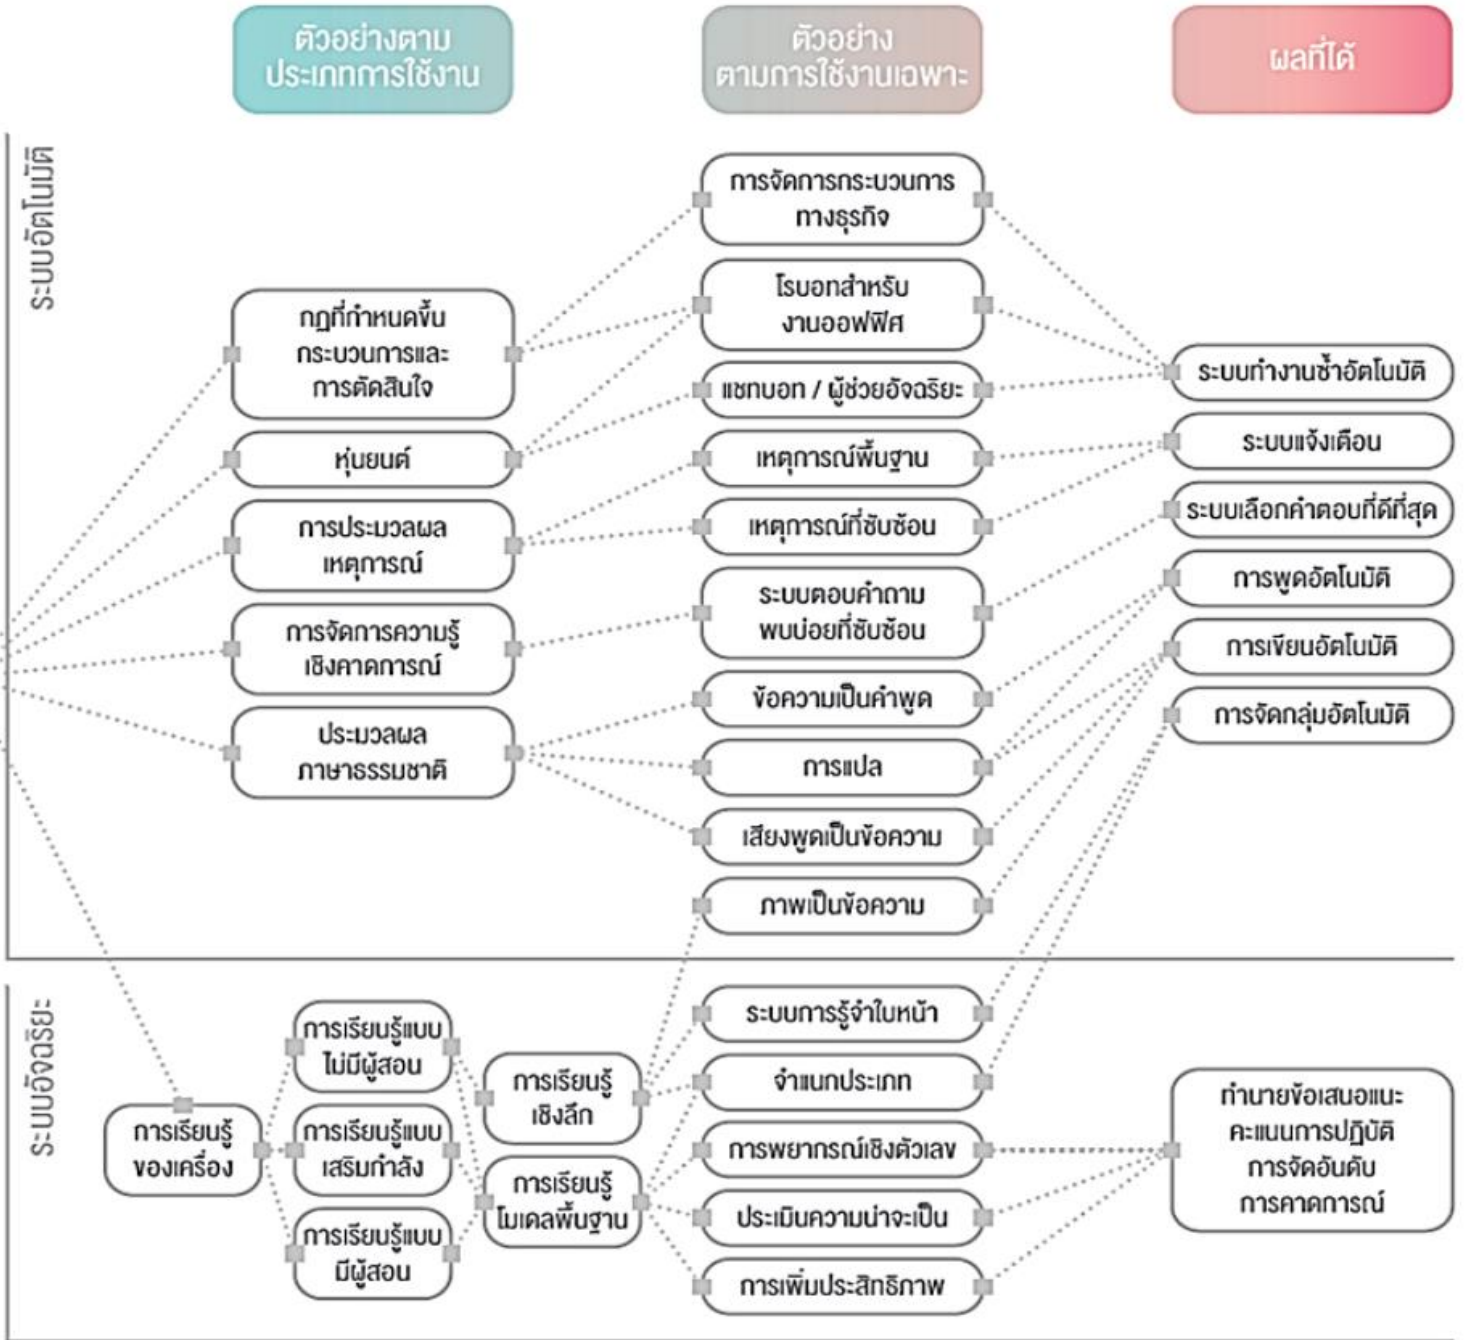 ตัวอย่างตาม
ประเภทการใช้งาน
ตัวอย่าง
ตามการใช้งานเฉพาะ
ผลที่ได้
ระบบอัตโนมัติ
กฎที่กำหนดขึ้น
กระบวนการและ
การตัดสินใจ
หุ่นยนต์
การประมวลผล
เหตุการณ์
การจัดการความรู้
เชิงคาดการณ์
ประมวลผล
ภาษาธรรมชาติ
การจัดการกระบวนการ
ทางธุรกิจ
โรบอทสำหรับ
งานออฟฟิศ
แชทบอท / ผู้ช่วยอัจฉริยะ
เหตุการณ์พื้นฐาน
เหตุการณ์ที่ซับซ้อน
ระบบตอบคำถาม
พบบ่อยที่ซับซ้อน
ข้อความเป็นคำพูด
การแปล
เสียงพูดเป็นข้อความ
ภาพเป็นข้อความ
ระบบทำงานซ้ำอัตโนมัติ
ระบบแจ้งเตือน
ระบบเลือกคำตอบที่ดีที่สุด
การพูดอัตโนมัติ
การเขียนอัตโนมัติ
การจัดกลุ่มอัตโนมัติ
ระบบอัจฉริยะ
การเรียนรู้
ของเครื่อง
การเรียนรู้แบบ
ไม่มีผู้สอน
การเรียนรู้แบบ
เสริมกำลัง
การเรียนรู้แบบ
มีผู้สอน
การเรียนรู้
เชิงลึก
การเรียนรู้
โมเดลพื้นฐาน
ระบบการรู้จำใบหน้า
จำแนกประเภท
การพยากรณ์เชิงตัวเลข
ประเมินความน่าจะเป็น
การเพิ่มประสิทธิภาพ
ทำนายข้อเสนอแนะ
คะแนนการปฏิบัติ
การจัดอันดับ
การคาดการณ์